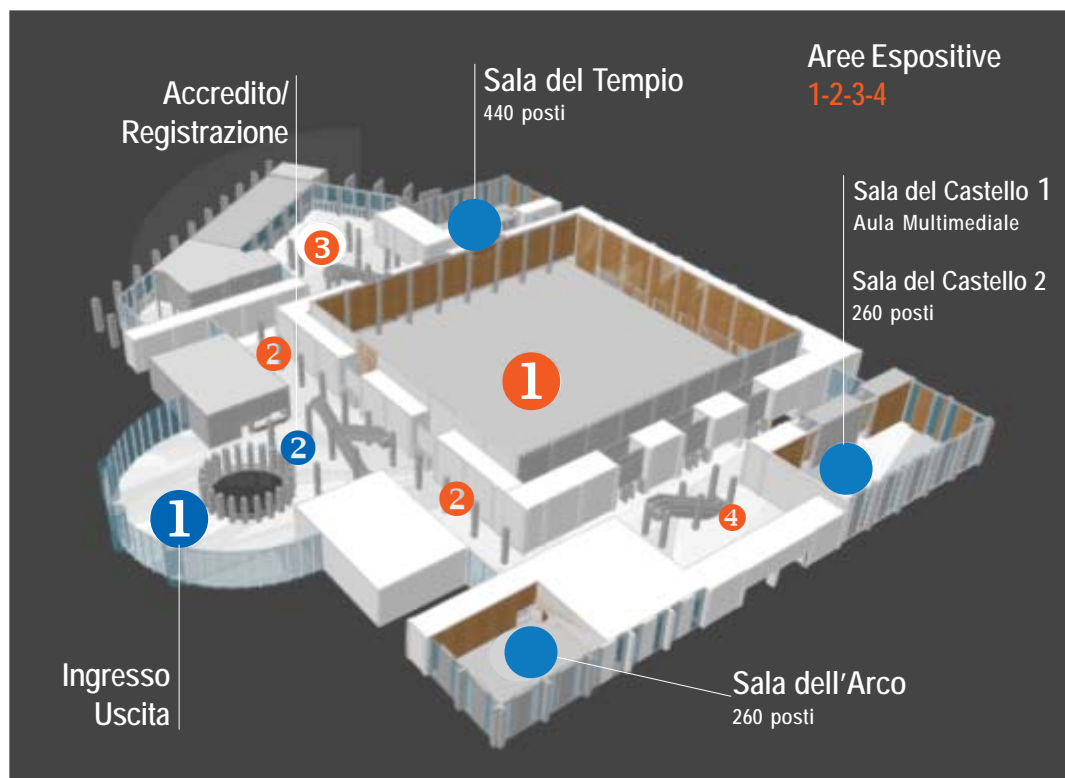 Aree Espositive
1-2-3-4
Sala del Tempio
440 posti
Accredito/
Registrazione
Sala del Castello 1
Aula Multimediale
Sala del Castello 2
260 posti
3
2
1
2
2
4
1
Ingresso
Uscita
Sala dell'Arco
260 posti